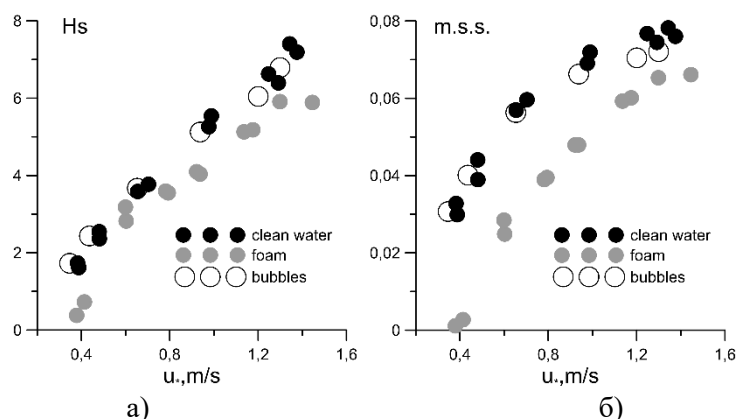 8
Hs
6
4
2
0
clean water
foam
bubbles
0,4
0,8
1,2
1,6
u*,m/s
а)
0,08
m.s.s.
0,06
0,04
0,02
0
clean water
foam
bubbles
0,4
0,8
1,2
1,6
u*,m/s
б)